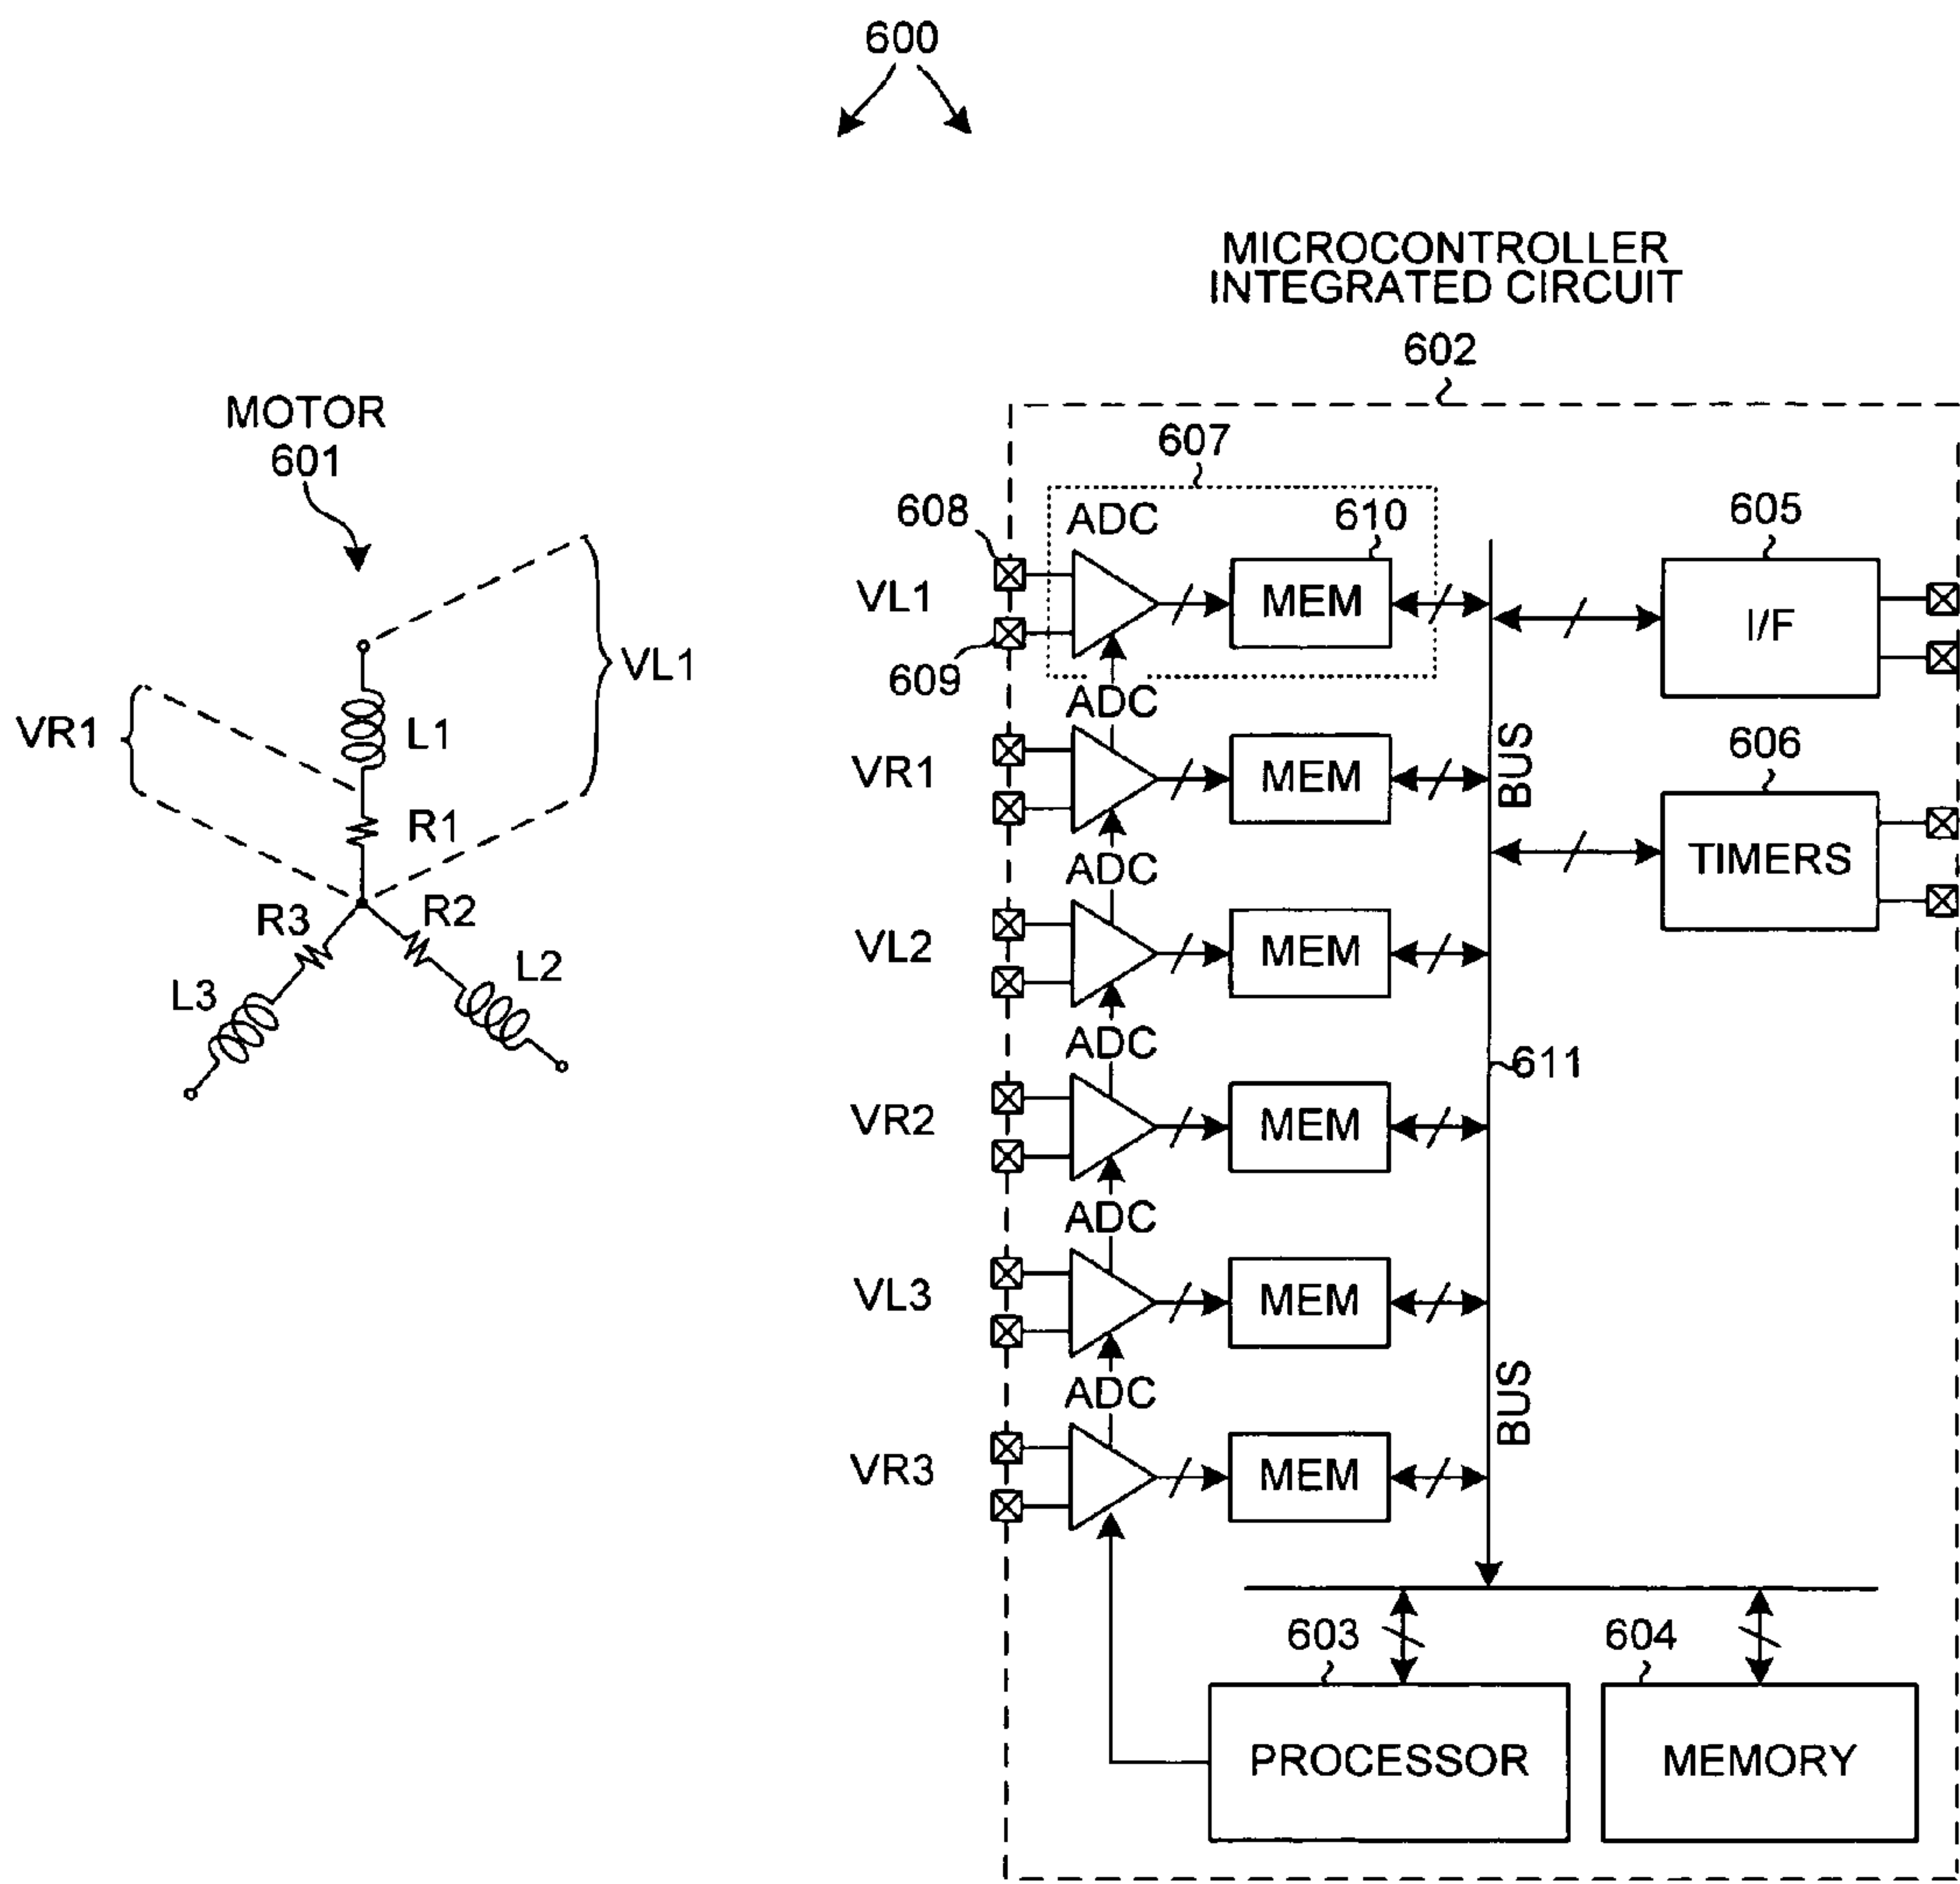 600
MICROCONTROLLER
INTEGRATED CIRCUIT
602
MOTOR
601
VR1
VL1
L1
R1
R3
R2
L3
L2
607
608
609
ADC
610
VL1
MEM
605
I/F
ADC
VR1
MEM
BUS
606
TIMERS
ADC
VL2
MEM
ADC
611
VR2
MEM
ADC
VL3
MEM
ADC
BUS
VR3
MEM
603
604
PROCESSOR
MEMORY